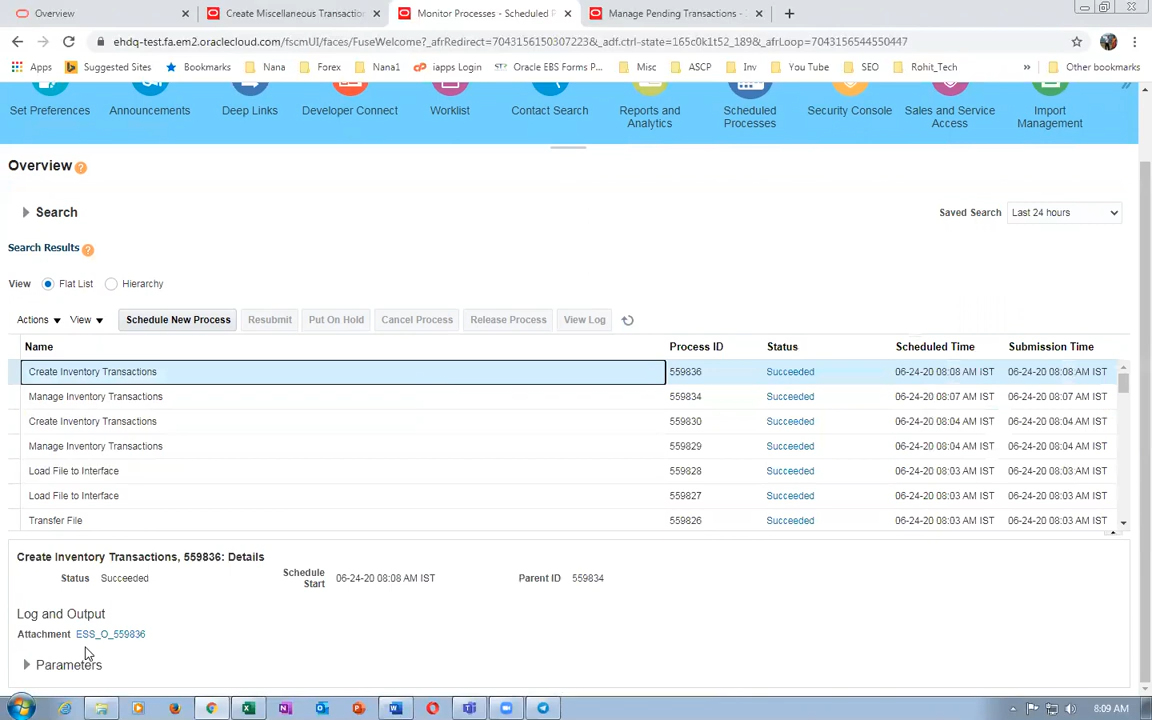 Overview
Create Miscellaneous Transactio
Monitor Processes - Scheduled P
Manage Pending Transactions -
ehdq-test.fa.em2.oraclecloud.com/fscmUI/faces/FuseWelcome?_afrRedirect=7043156150307223&_adf.ctrl-state=165c0k1t52_189&_afrLoop=7043156544550447
Apps Suggested Sites Bookmarks Nana Forex Nana1 iapps Login Oracle EBS Forms P... Misc ASCP Inv You Tube SEO Rohit_Tech » Other bookmarks
Set Preferences Announcements Deep Links Developer Connect Worklist Contact Search Reports and Analytics Scheduled Processes Security Console Sales and Service Access Import Management
Overview
Search
Saved Search Last 24 hours
Search Results
View Flat List Hierarchy
Actions View Schedule New Process Resubmit Put On Hold Cancel Process Release Process View Log
Name Process ID Status Scheduled Time Submission Time
Create Inventory Transactions 559836 Succeeded 06-24-20 08:08 AM IST 06-24-20 08:08 AM IST
Manage Inventory Transactions 559834 Succeeded 06-24-20 08:07 AM IST 06-24-20 08:07 AM IST
Create Inventory Transactions 559830 Succeeded 06-24-20 08:04 AM IST 06-24-20 08:04 AM IST
Manage Inventory Transactions 559829 Succeeded 06-24-20 08:04 AM IST 06-24-20 08:04 AM IST
Load File to Interface 559828 Succeeded 06-24-20 08:03 AM IST 06-24-20 08:03 AM IST
Load File to Interface 559827 Succeeded 06-24-20 08:03 AM IST 06-24-20 08:03 AM IST
Transfer File 559826 Succeeded 06-24-20 08:03 AM IST 06-24-20 08:03 AM IST
Create Inventory Transactions, 559836: Details
Status Succeeded
Schedule Start 06-24-20 08:08 AM IST
Parent ID 559834
Log and Output
Attachment ESS_O_559836
Parameters
8:09 AM